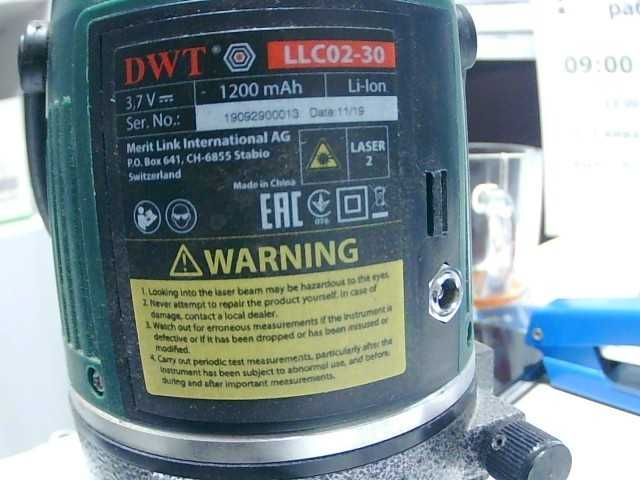 DWT® LLC02-30
3,7 V 1200 mAh Li-Ion
Ser. No.: 19092900013 Date:11/19
Merit Link International AG
P.O. Box 641, CH-6855 Stabio
Switzerland
LASER
2
Made in China
EAC
WARNING
1. Looking into the laser beam may be hazardous to the eyes.
2. Never attempt to repair the product yourself. In case of
damage, contact a local dealer.
3. Watch out for erroneous measurements if the instrument is
defective or if it has been dropped or has been misused or
modified.
4. Carry out periodic test measurements, particularly after the
instrument has been subject to abnormal use, and before,
during and after important measurements.
09:00